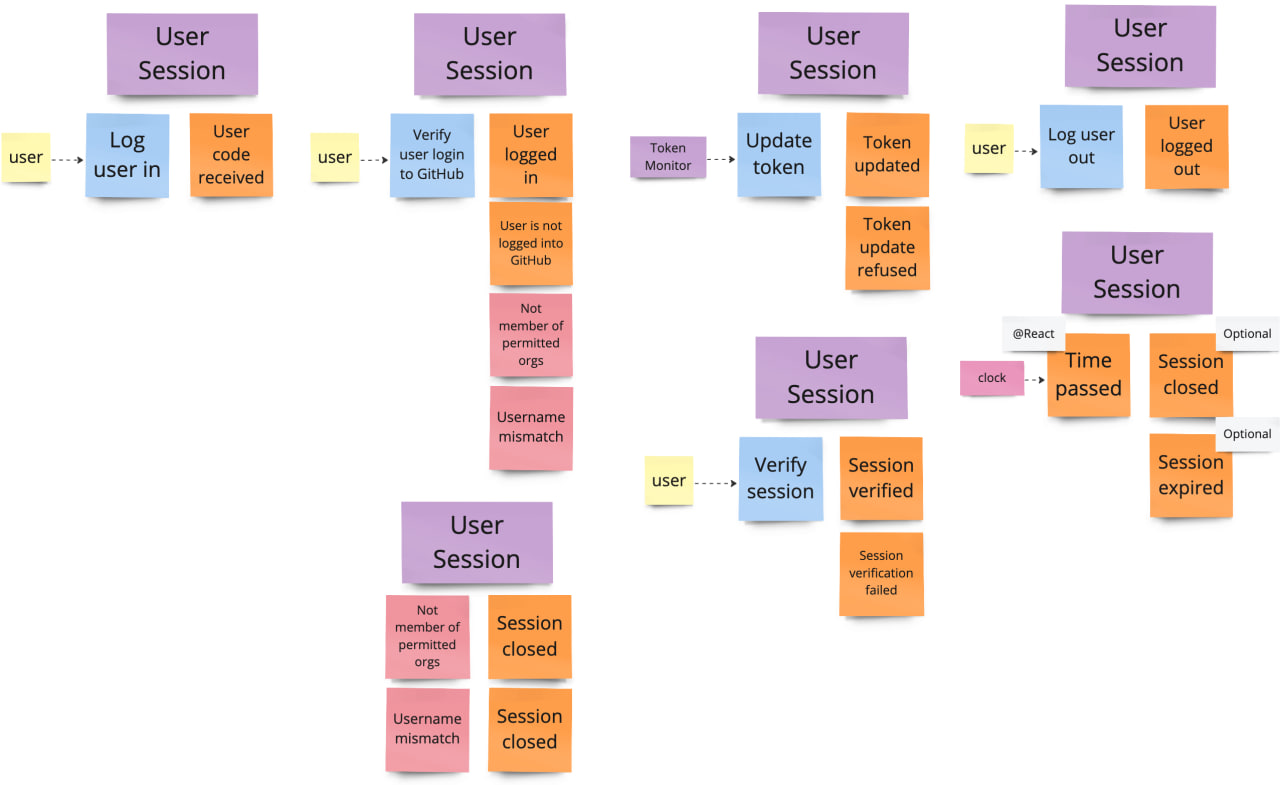 User
Session
user
Log
user in
User
code
received
User
Session
user
Verify
user login
to GitHub
User
logged
in
User is not
logged into
GitHub
Not
member of
permitted
orgs
Username
mismatch
User
Session
Not
member of
permitted
orgs
Session
closed
Username
mismatch
Session
closed
User
Session
Token
Monitor
Update
token
Token
updated
Token
update
refused
User
Session
user
Verify
session
Session
verified
Session
verification
failed
User
Session
user
Log user
out
User
logged
out
User
Session
@React
Optional
clock
Time
passed
Session
closed
Optional
Session
expired